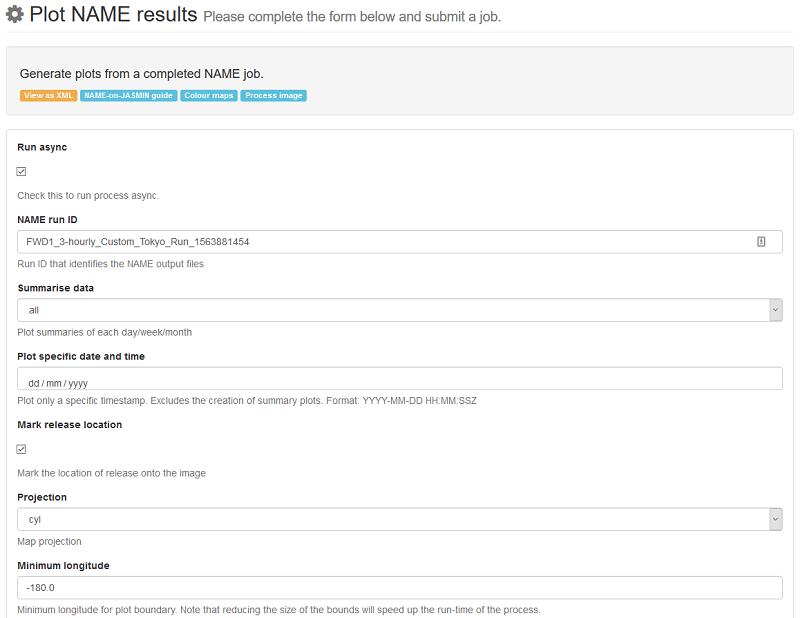 Plot NAME results Please complete the form below and submit a job.
Generate plots from a completed NAME job.
View as XML NAME-on-JASMIN guide Colour maps Process image
Run async
Check this to run process async.
NAME run ID
FWD1_3-hourly_Custom_Tokyo_Run_1563881454
Run ID that identifies the NAME output files
Summarise data
all
Plot summaries of each day/week/month
Plot specific date and time
dd / mm / yyyy
Plot only a specific timestamp. Excludes the creation of summary plots. Format: YYYY-MM-DD HH:MM:SSZ
Mark release location
Mark the location of release onto the image
Projection
cyl
Map projection
Minimum longitude
-180.0
Minimum longitude for plot boundary. Note that reducing the size of the bounds will speed up the run-time of the process.